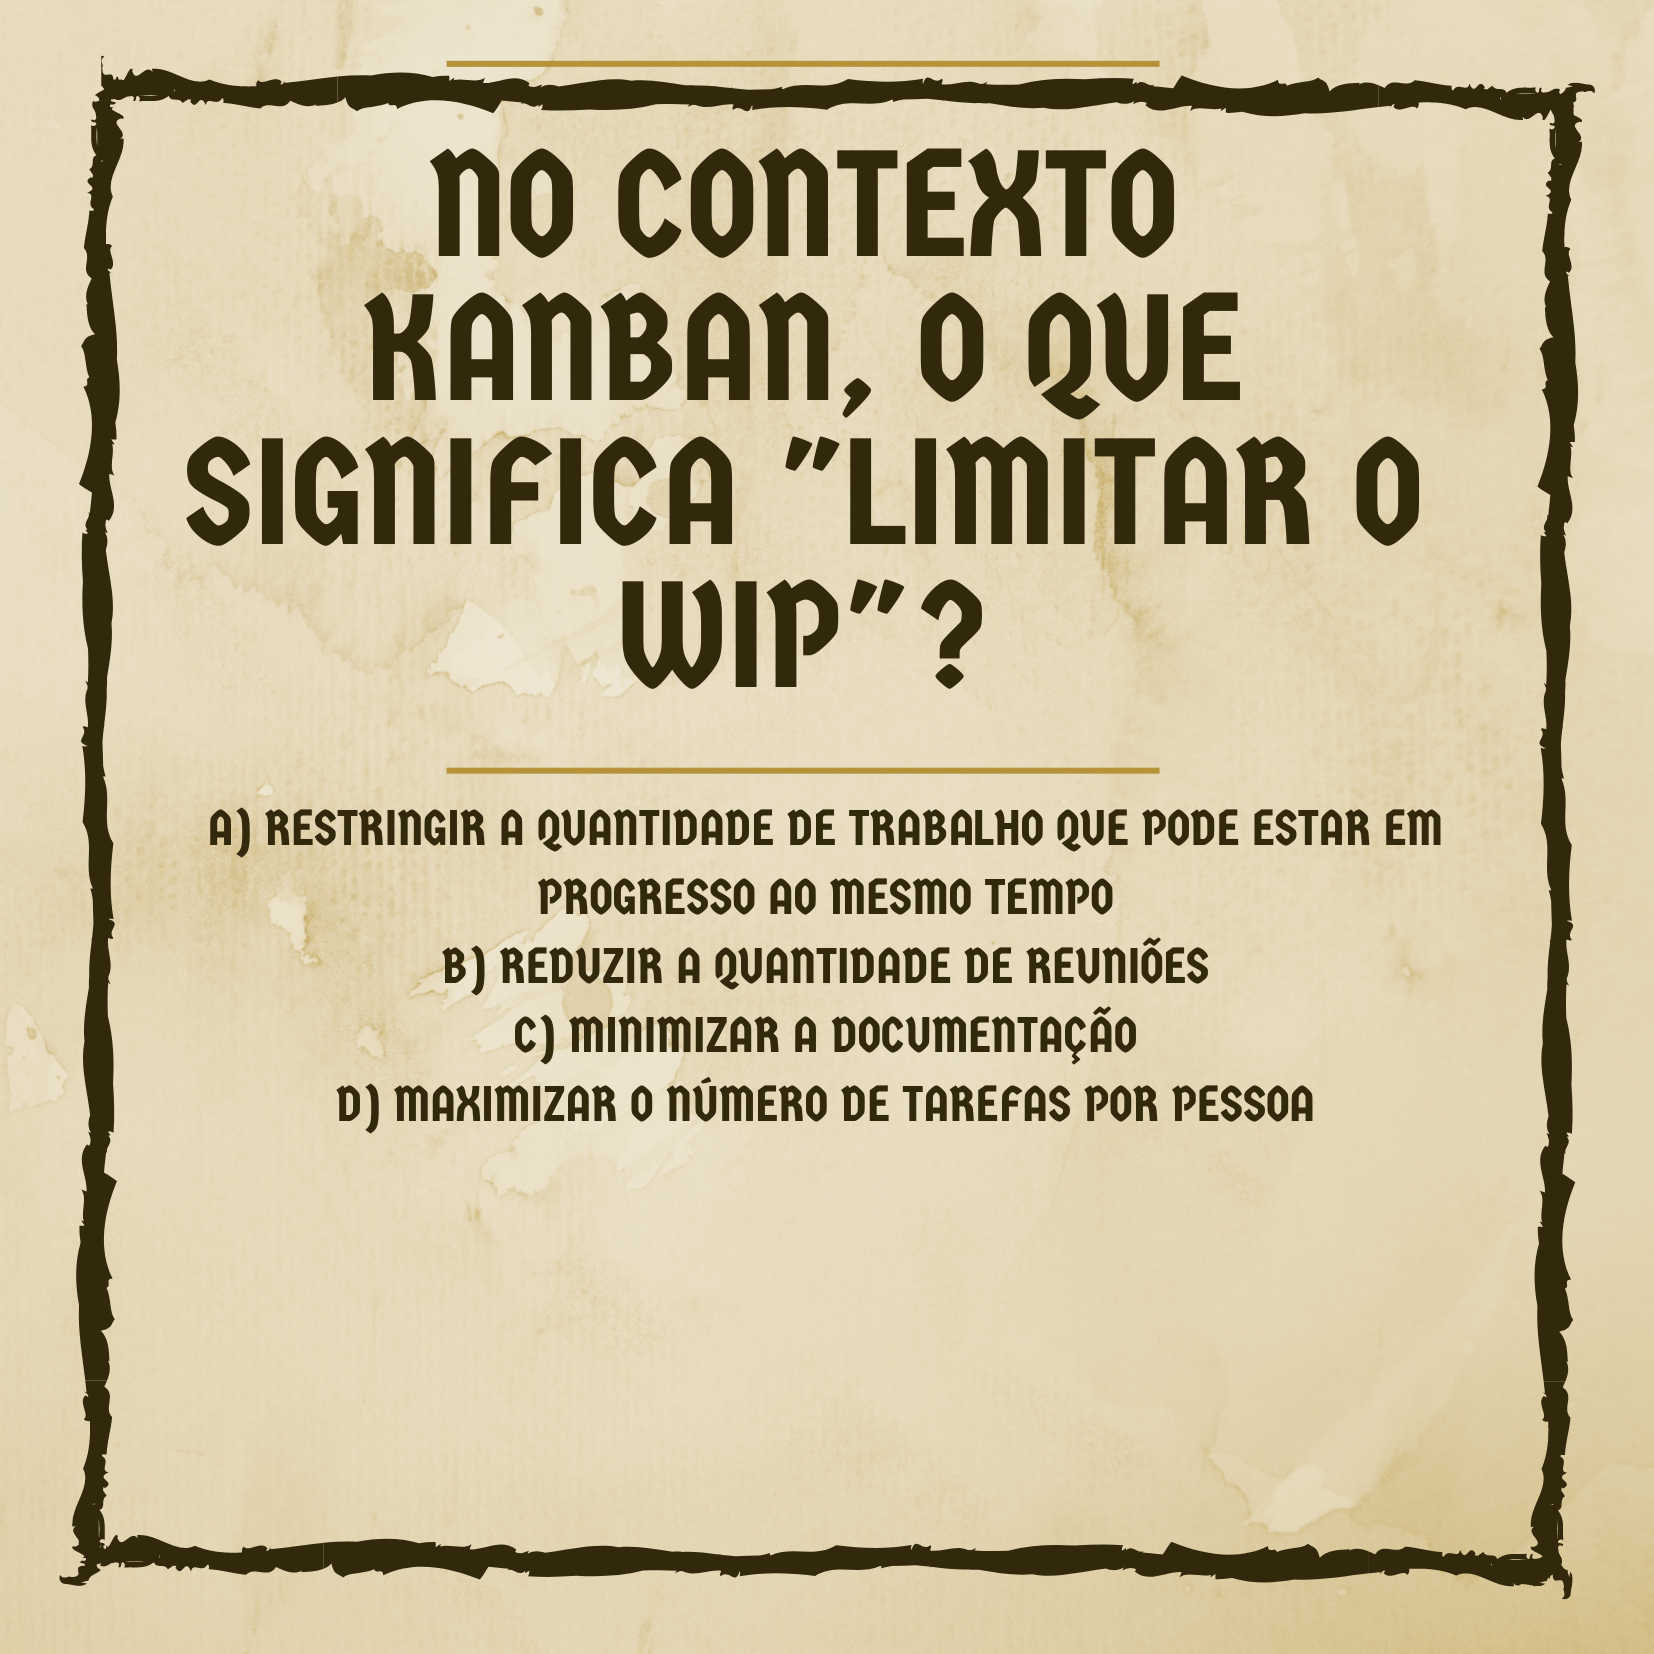 NO CONTEXTO
KANBAN, O QUE
SIGNIFICA "LIMITAR O
WIP"?
A) RESTRINGIR A QUANTIDADE DE TRABALHO QUE PODE ESTAR EM
PROGRESSO AO MESMO TEMPO
B) REDUZIR A QUANTIDADE DE REUNIÕES
C) MINIMIZAR A DOCUMENTAÇÃO
D) MAXIMIZAR O NÚMERO DE TAREFAS POR PESSOA